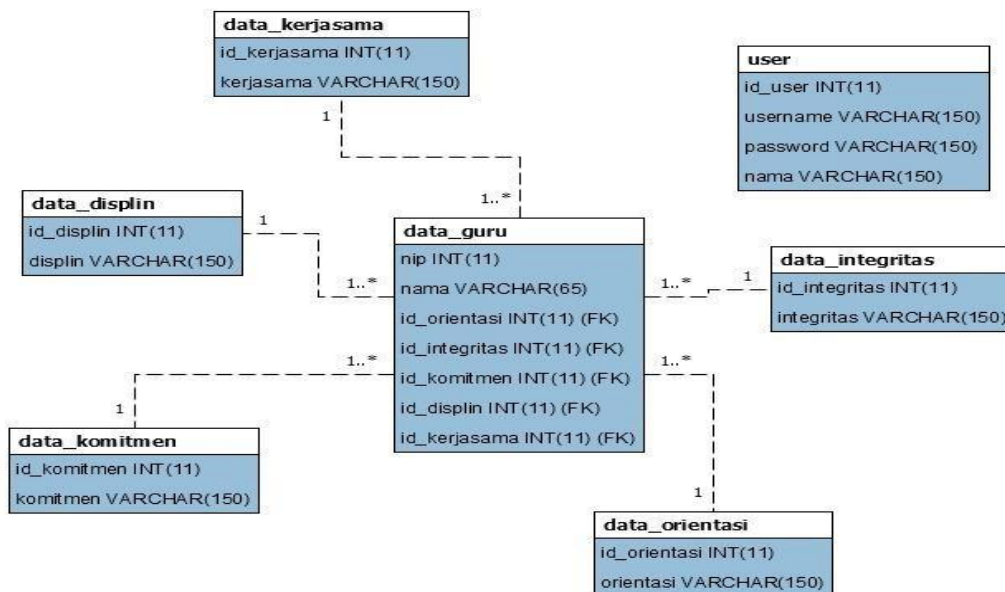 data_kerjasama
id_kerjasama INT(11)
kerjasama VARCHAR(150)
1
1..*
user
id_user INT(11)
username VARCHAR(150)
password VARCHAR(150)
nama VARCHAR(150)
data_displin
id_displin INT(11)
displin VARCHAR(150)
1
1..*
data_guru
nip INT(11)
nama VARCHAR(65)
id_orientasi INT(11) (FK)
id_integritas INT(11) (FK)
id_komitmen INT(11) (FK)
id_displin INT(11) (FK)
id_kerjasama INT(11) (FK)
1..*
1
data_integritas
id_integritas INT(11)
integritas VARCHAR(150)
1..*
1
data_komitmen
id_komitmen INT(11)
komitmen VARCHAR(150)
1..*
1
data_orientasi
id_orientasi INT(11)
orientasi VARCHAR(150)